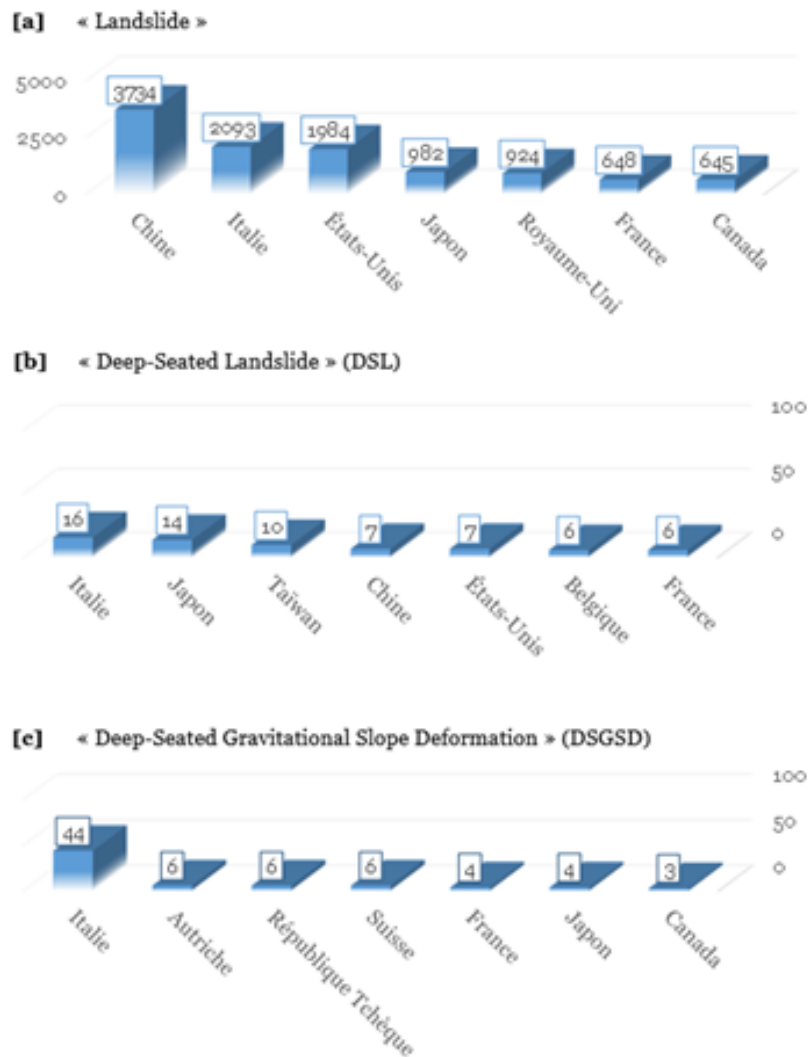 [a] « Landslide »
5000
2500
0
3734 2093 1984 982 924 648 645
Chine Italie États-Unis Japon Royaume-Uni France Canada
[b] « Deep-Seated Landslide » (DSL)
100
50
0
16 14 10 7 7 6 6
Italie Japon Taïwan Chine États-Unis Belgique France
[c] « Deep-Seated Gravitational Slope Deformation » (DSGSD)
100
50
0
44 6 6 6 4 4 3
Italie Autriche République Tchèque Suisse France Japon Canada